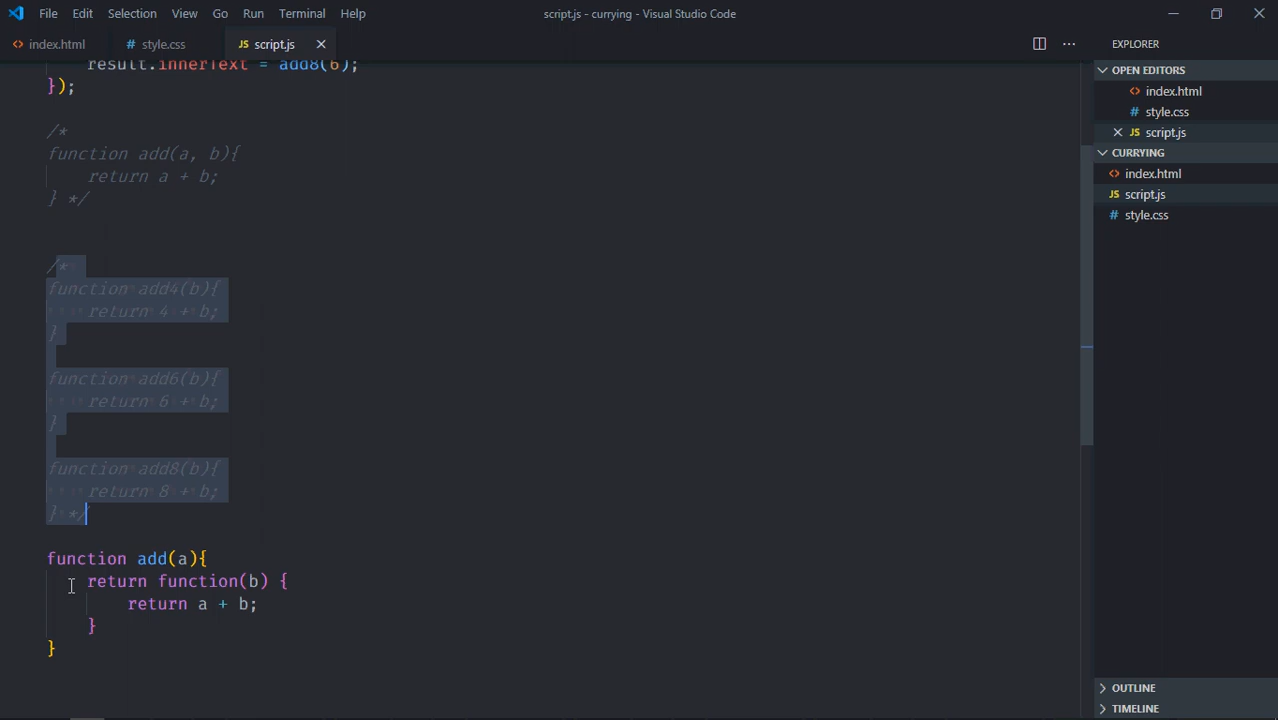 File Edit Selection View Go Run Terminal Help
script.js - currying - Visual Studio Code
index.html
style.css
script.js
result.innerText = add8(6);
});
/*
function add(a, b){
return a + b;
} */
/*
function add4(b){
return 4 + b;
}
function add6(b){
return 6 + b;
}
function add8(b){
return 8 + b;
} */
function add(a){
return function(b) {
return a + b;
}
}
EXPLORER
OPEN EDITORS
index.html
style.css
script.js
CURRYING
index.html
script.js
style.css
OUTLINE
TIMELINE